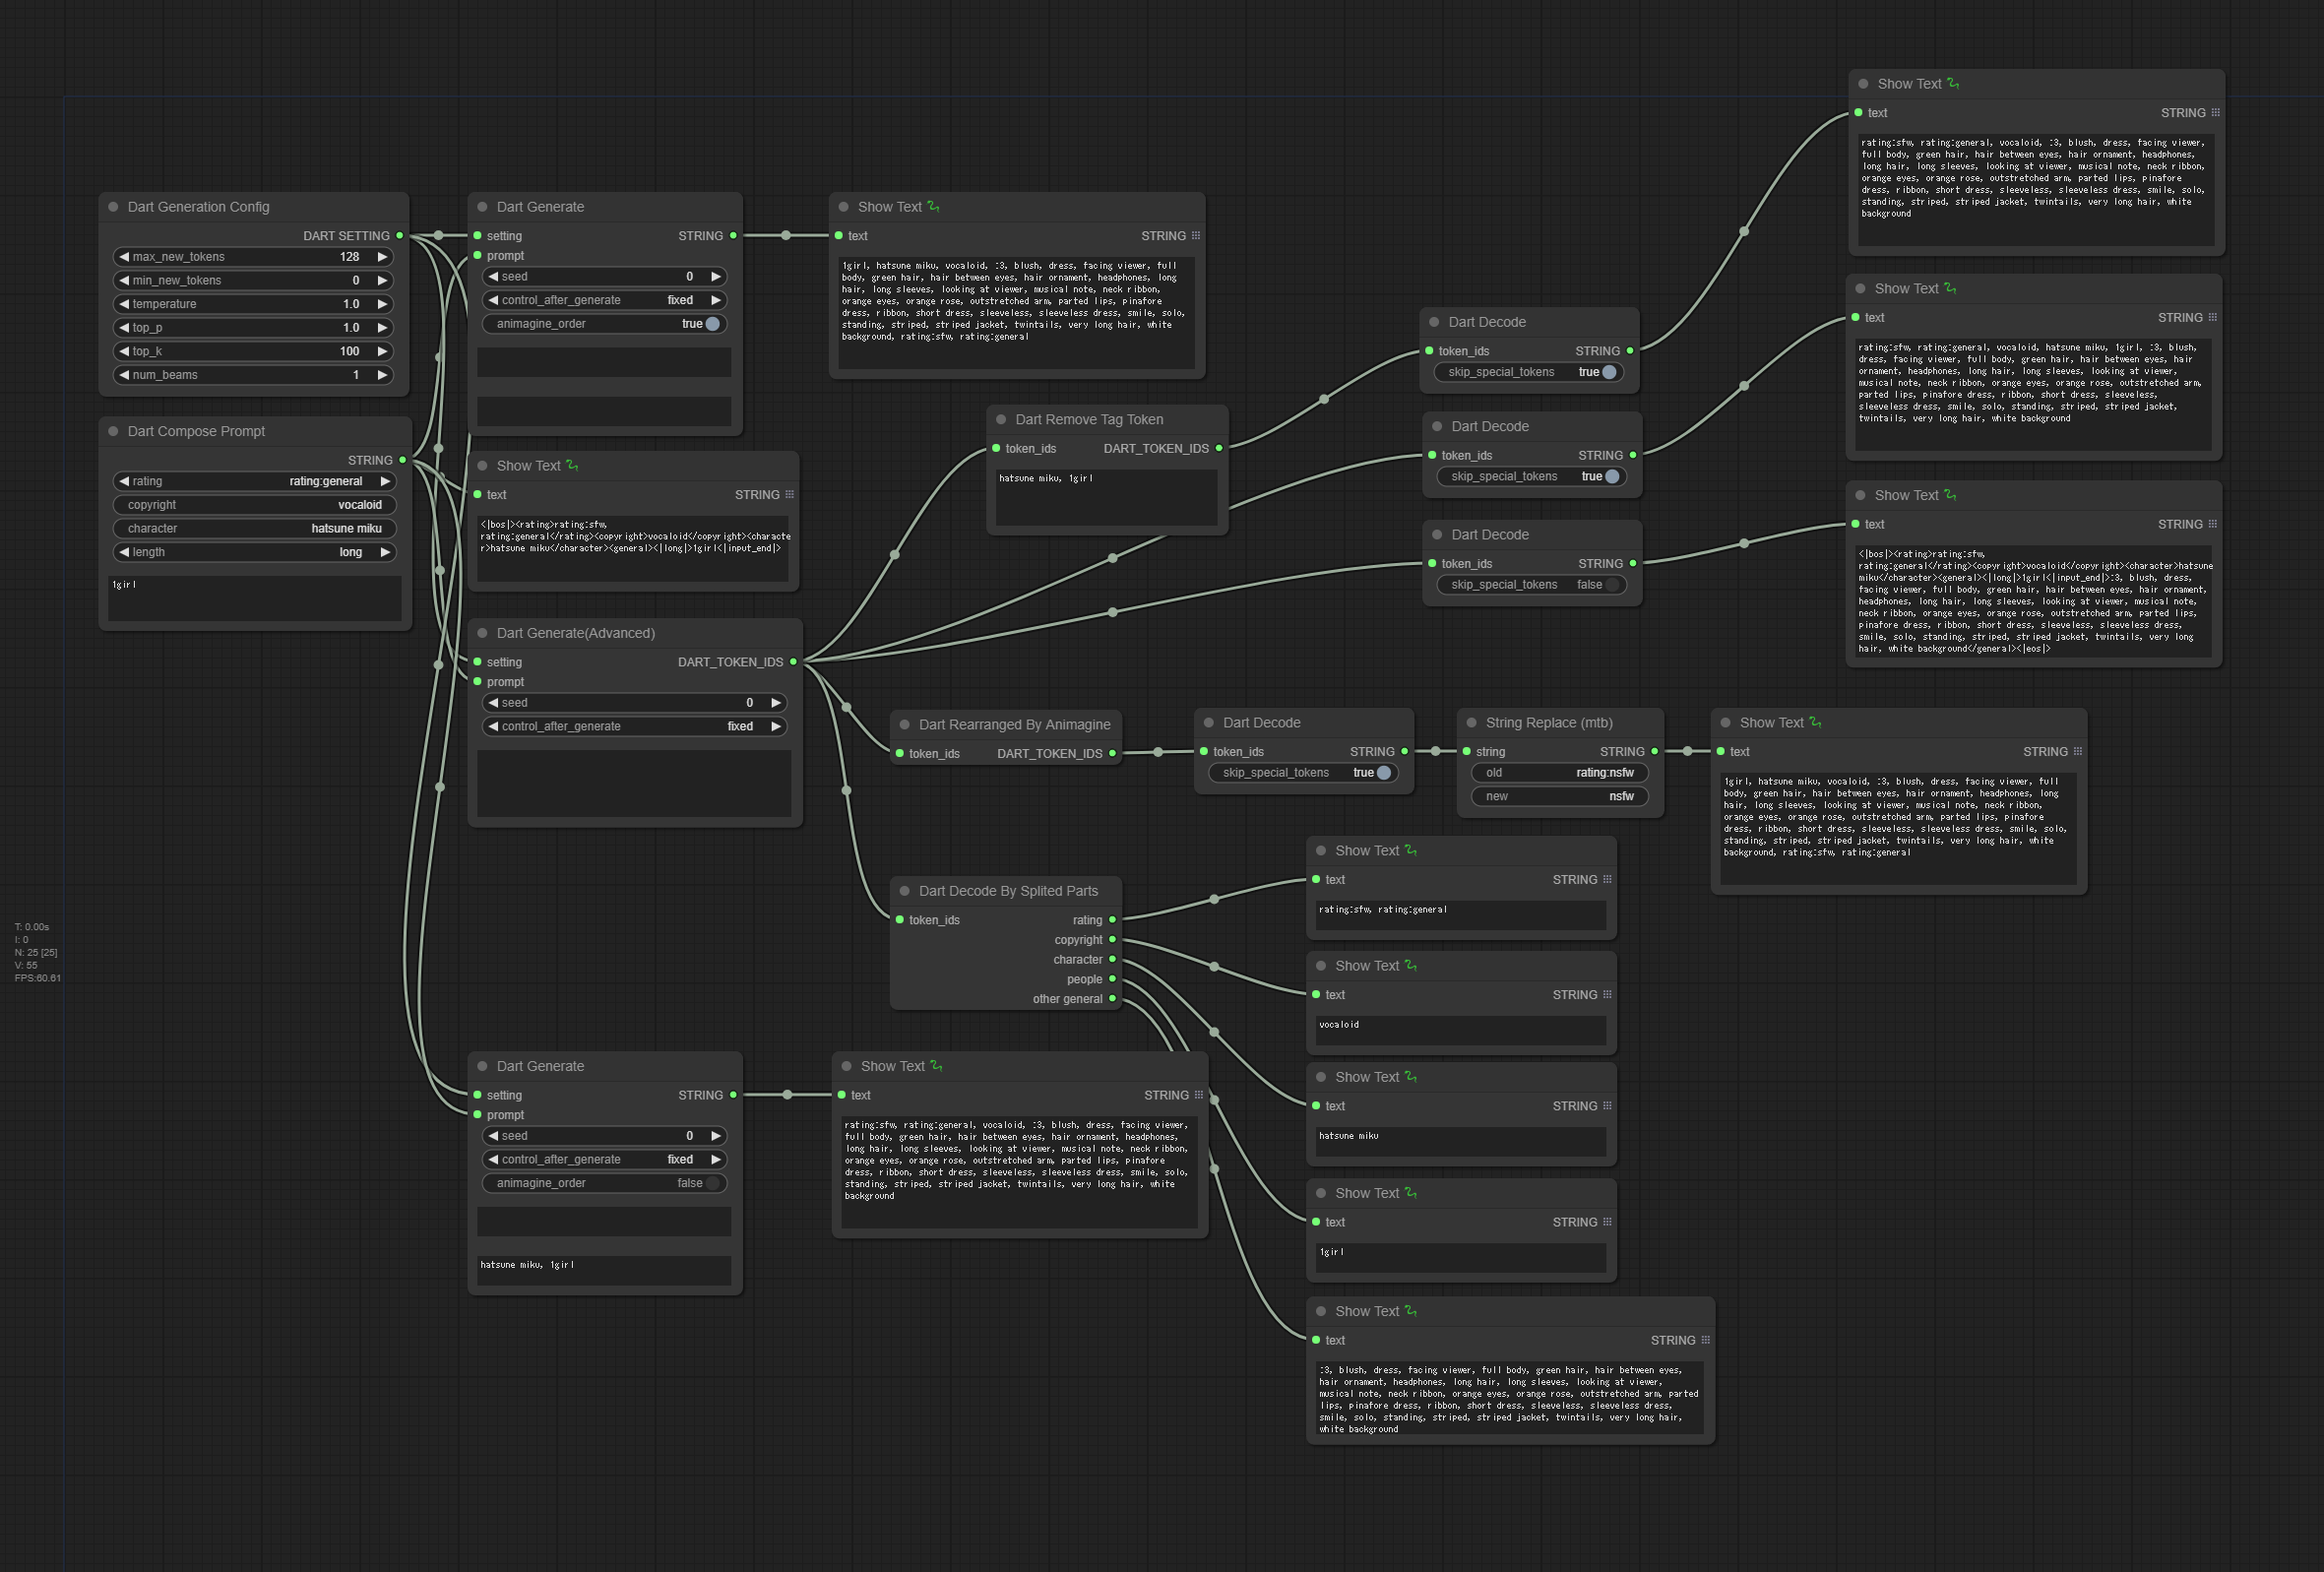 Dart Generation Config
DART SETTING
max_new_tokens 128
min_new_tokens 0
temperature 1.0
top_p 1.0
top_k 100
num_beams 1
Dart Compose Prompt
STRING
rating rating:general
copyright vocaloid
character hatsune miku
length long
1girl
Dart Generate
setting STRING
prompt
seed 0
control_after_generate fixed
animagine_order true
Show Text
text STRING
1girl, hatsune miku, vocaloid, :3, blush, dress, facing viewer, full
body, green hair, hair between eyes, hair ornament, headphones, long
hair, long sleeves, looking at viewer, musical note, neck ribbon,
orange eyes, orange rose, outstretched arm, parted lips, pinafore
dress, ribbon, short dress, sleeveless, sleeveless dress, smile, solo,
standing, striped, striped jacket, twintails, very long hair, white
background, rating:sfw, rating:general
Show Text
text STRING
<|bos|><rating>rating:sfw,
rating:general</rating><copyright>vocaloid</copyright><characte
r>hatsune miku</character><general><|long|>1girl<|input_end|>
Dart Generate(Advanced)
setting DART_TOKEN_IDS
prompt
seed 0
control_after_generate fixed
Dart Remove Tag Token
token_ids DART_TOKEN_IDS
hatsune miku, 1girl
Dart Decode
token_ids STRING
skip_special_tokens true
Dart Decode
token_ids STRING
skip_special_tokens true
Dart Decode
token_ids STRING
skip_special_tokens false
Show Text
text STRING
rating:sfw, rating:general, vocaloid, :3, blush, dress, facing viewer,
full body, green hair, hair between eyes, hair ornament, headphones,
long hair, long sleeves, looking at viewer, musical note, neck ribbon,
orange eyes, orange rose, outstretched arm, parted lips, pinafore
dress, ribbon, short dress, sleeveless, sleeveless dress, smile, solo,
standing, striped, striped jacket, twintails, very long hair, white
background
Show Text
text STRING
rating:sfw, rating:general, vocaloid, hatsune miku, 1girl, :3, blush,
dress, facing viewer, full body, green hair, hair between eyes, hair
ornament, headphones, long hair, long sleeves, looking at viewer,
musical note, neck ribbon, orange eyes, orange rose, outstretched arm,
parted lips, pinafore dress, ribbon, short dress, sleeveless,
sleeveless dress, smile, solo, standing, striped, striped jacket,
twintails, very long hair, white background
Show Text
text STRING
<|bos|><rating>rating:sfw,
rating:general</rating><copyright>vocaloid</copyright><character>hatsune
miku</character><general><|long|>1girl<|input_end|>:3, blush, dress,
facing viewer, full body, green hair, hair between eyes, hair ornament,
headphones, long hair, long sleeves, looking at viewer, musical note,
neck ribbon, orange eyes, orange rose, outstretched arm, parted lips,
pinafore dress, ribbon, short dress, sleeveless, sleeveless dress,
smile, solo, standing, striped, striped jacket, twintails, very long
hair, white background</general><|eos|>
Dart Rearranged By Animagine
token_ids DART_TOKEN_IDS
Dart Decode
token_ids STRING
skip_special_tokens true
String Replace (mtb)
string STRING
old rating:nsfw
new nsfw
Show Text
text STRING
1girl, hatsune miku, vocaloid, :3, blush, dress, facing viewer, full
body, green hair, hair between eyes, hair ornament, headphones, long
hair, long sleeves, looking at viewer, musical note, neck ribbon,
orange eyes, orange rose, outstretched arm, parted lips, pinafore
dress, ribbon, short dress, sleeveless, sleeveless dress, smile, solo,
standing, striped, striped jacket, twintails, very long hair, white
background, rating:sfw, rating:general
Dart Decode By Splited Parts
token_ids rating
copyright
character
people
other general
Show Text
text STRING
rating:sfw, rating:general
Show Text
text STRING
vocaloid
Show Text
text STRING
hatsune miku
Show Text
text STRING
1girl
Show Text
text STRING
:3, blush, dress, facing viewer, full body, green hair, hair between eyes,
hair ornament, headphones, long hair, long sleeves, looking at viewer,
musical note, neck ribbon, orange eyes, orange rose, outstretched arm, parted
lips, pinafore dress, ribbon, short dress, sleeveless, sleeveless dress,
smile, solo, standing, striped, striped jacket, twintails, very long hair,
white background
T: 0.00s
I: 0
N: 25 [25]
V: 55
FPS:60.61
Dart Generate
setting STRING
prompt
seed 0
control_after_generate fixed
animagine_order false
hatsune miku, 1girl
Show Text
text STRING
rating:sfw, rating:general, vocaloid, :3, blush, dress, facing viewer,
full body, green hair, hair between eyes, hair ornament, headphones,
long hair, long sleeves, looking at viewer, musical note, neck ribbon,
orange eyes, orange rose, outstretched arm, parted lips, pinafore
dress, ribbon, short dress, sleeveless, sleeveless dress, smile, solo,
standing, striped, striped jacket, twintails, very long hair, white
background